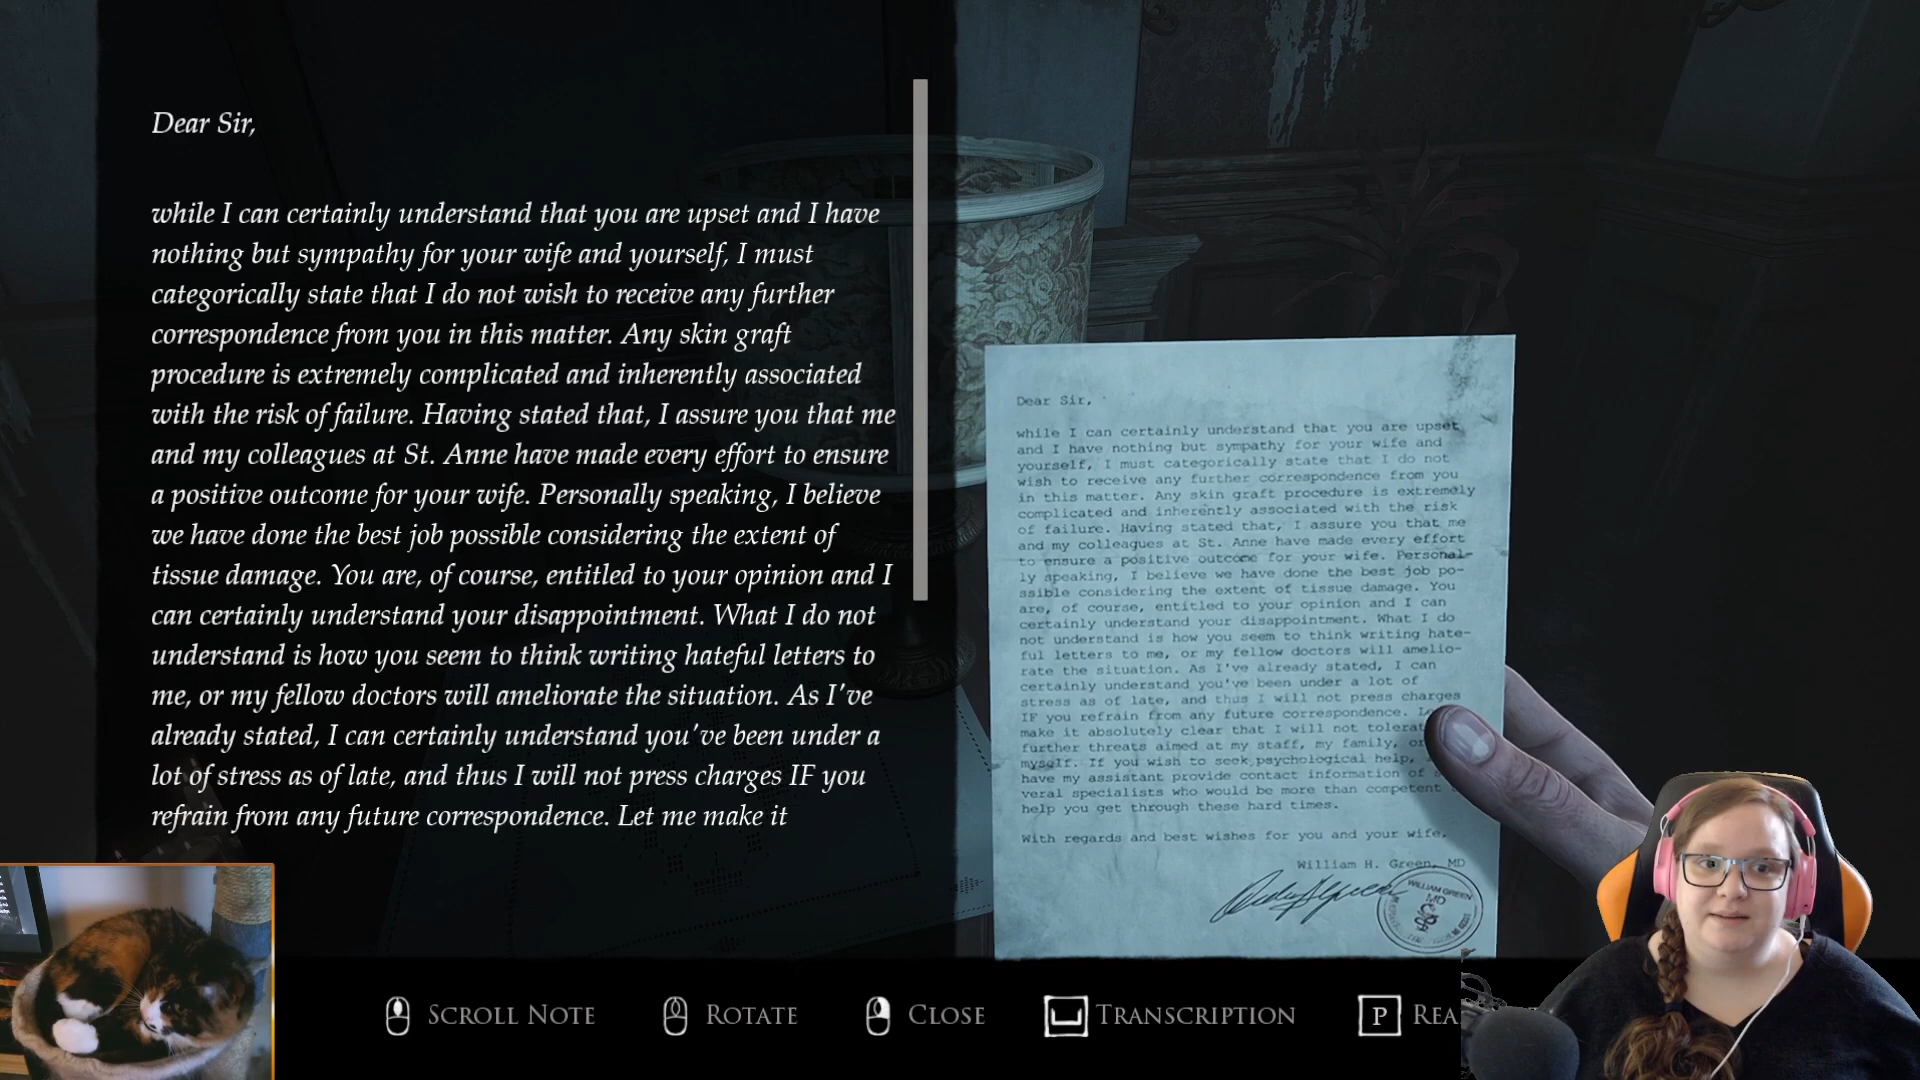 Dear Sir,
while I can certainly understand that you are upset and I have
nothing but sympathy for your wife and yourself, I must
categorically state that I do not wish to receive any further
correspondence from you in this matter. Any skin graft
procedure is extremely complicated and inherently associated
with the risk of failure. Having stated that, I assure you that me
and my colleagues at St. Anne have made every effort to ensure
a positive outcome for your wife. Personally speaking, I believe
we have done the best job possible considering the extent of
tissue damage. You are, of course, entitled to your opinion and I
can certainly understand your disappointment. What I do not
understand is how you seem to think writing hateful letters to
me, or my fellow doctors will ameliorate the situation. As I've
already stated, I can certainly understand you've been under a
lot of stress as of late, and thus I will not press charges IF you
refrain from any future correspondence. Let me make it
Dear Sir,
while I can certainly understand that you are upset
and I have nothing but sympathy for your wife and
yourself, I must categorically state that I do not
wish to receive any further correspondence from you
in this matter. Any skin graft procedure is extremely
complicated and inherently associated with the risk
of failure. Having stated that, I assure you that me
and my colleagues at St. Anne have made every effort
to ensure a positive outcome for your wife. Personal-
ly speaking, I believe we have done the best job po-
ssible considering the extent of tissue damage. You
are, of course, entitled to your opinion and I can
certainly understand your disappointment. What I do
not understand is how you seem to think writing hate-
ful letters to me, or my fellow doctors will amelio-
rate the situation. As I've already stated, I can
certainly understand you've been under a lot of
stress as of late, and thus I will not press charges
IF you refrain from any future correspondence.
make it absolutely clear that I will not
further threats aimed at my staff, my family, or
myself. If you wish to seek psychological help,
have my assistant provide contact information of
veral specialists who would be more than competent
help you get through these hard times.
With regards and best wishes for you and your wife,
William H. Green, MD
WILLIAM GREEN
MD
SCROLL NOTE
ROTATE
CLOSE
TRANSCRIPTION
P